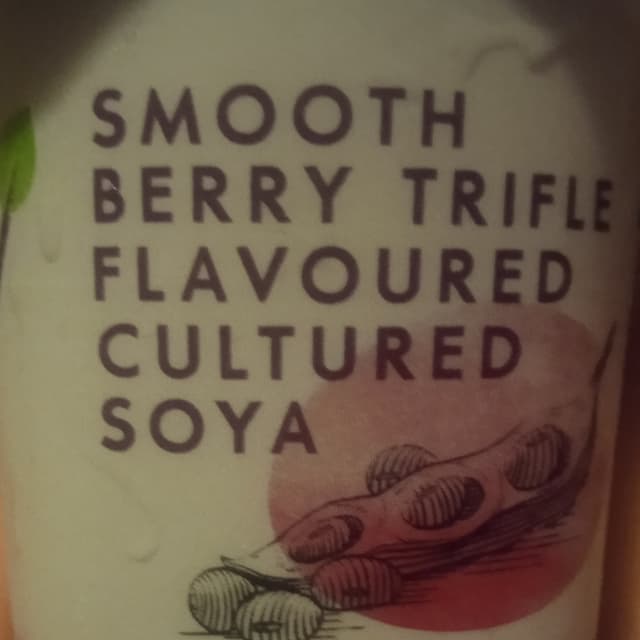 SMOOTH
BERRY TRIFLE
FLAVOURED
CULTURED
SOYA